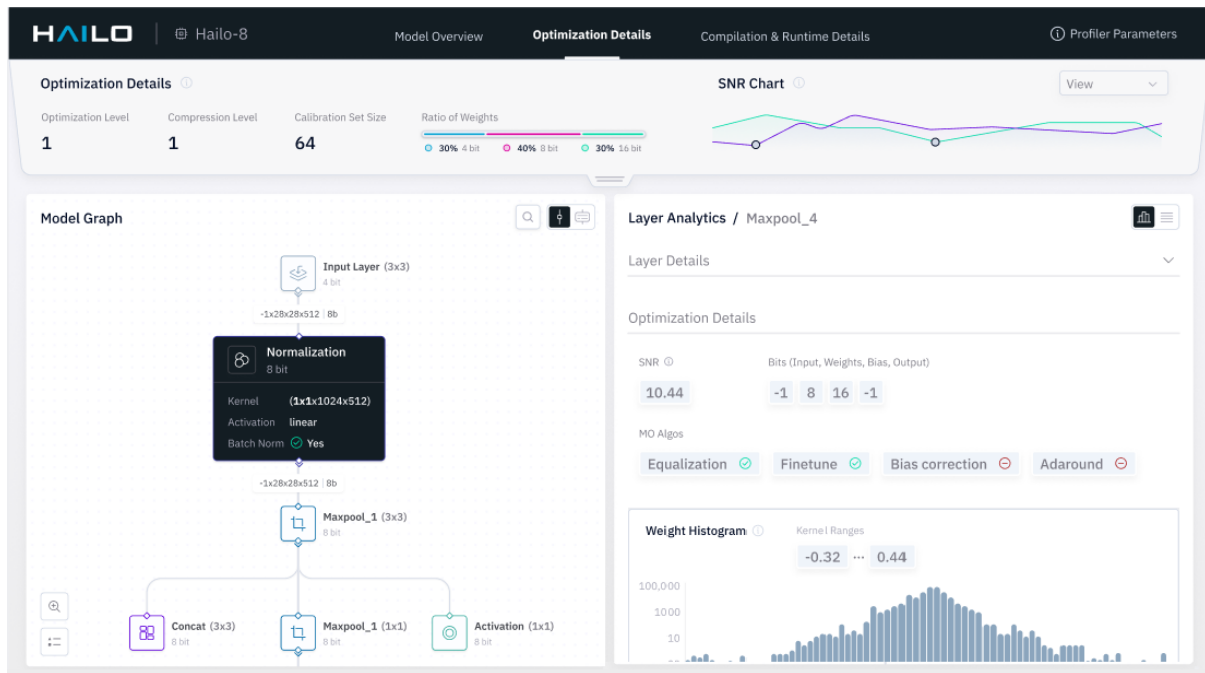 HAILO
Hailo-8
Model Overview
Optimization Details
Compilation & Runtime Details
Profiler Parameters
Optimization Details
Optimization Level
1
Compression Level
1
Calibration Set Size
64
Ratio of Weights
30% 4 bit
40% 8 bit
30% 16 bit
SNR Chart
View
Model Graph
Input Layer (3x3)
4 bit
-1x28x28x512 | 8b
Normalization
8 bit
Kernel (1x1x1024x512)
Activation linear
Batch Norm Yes
-1x28x28x512 | 8b
Maxpool_1 (3x3)
8 bit
Concat (3x3)
8 bit
Maxpool_1 (1x1)
8 bit
Activation (1x1)
8 bit
Layer Analytics / Maxpool_4
Layer Details
Optimization Details
SNR
10.44
Bits (Input, Weights, Bias, Output)
-1 8 16 -1
MO Algos
Equalization
Finetune
Bias correction
Adaround
Weight Histogram
Kernel Ranges
-0.32 ... 0.44
100,000
1000
10